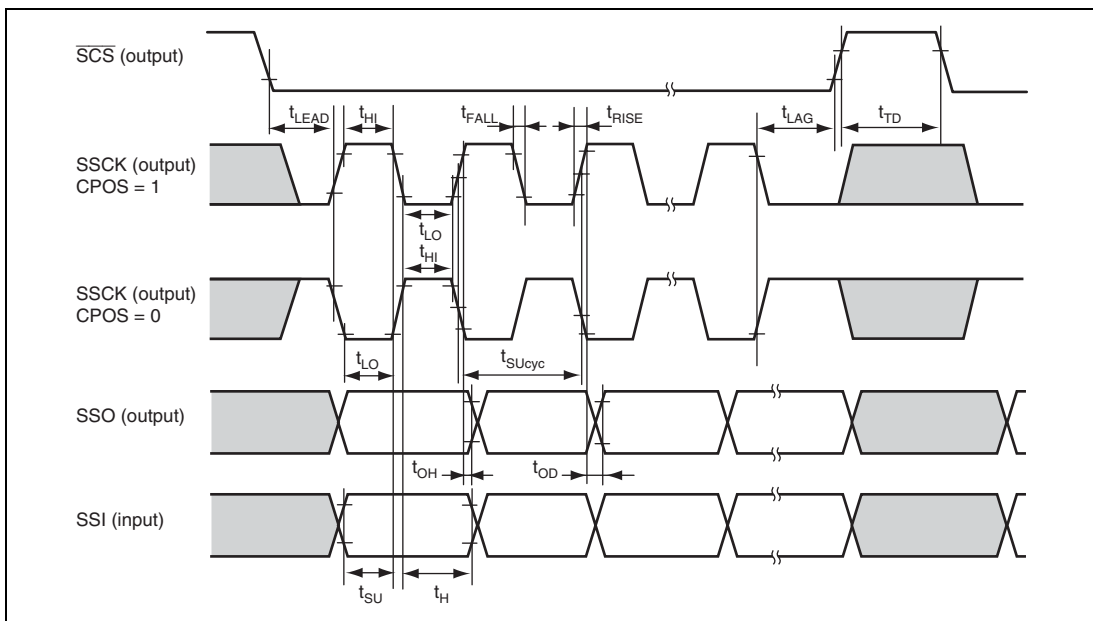 SCS (output)
tLEAD
tHI
tFALL
tRISE
tLAG
tTD
SSCK (output)
CPOS = 1
tLO
tHI
SSCK (output)
CPOS = 0
tLO
tSUcyc
SSO (output)
tOH
tOD
SSI (input)
tSU
tH